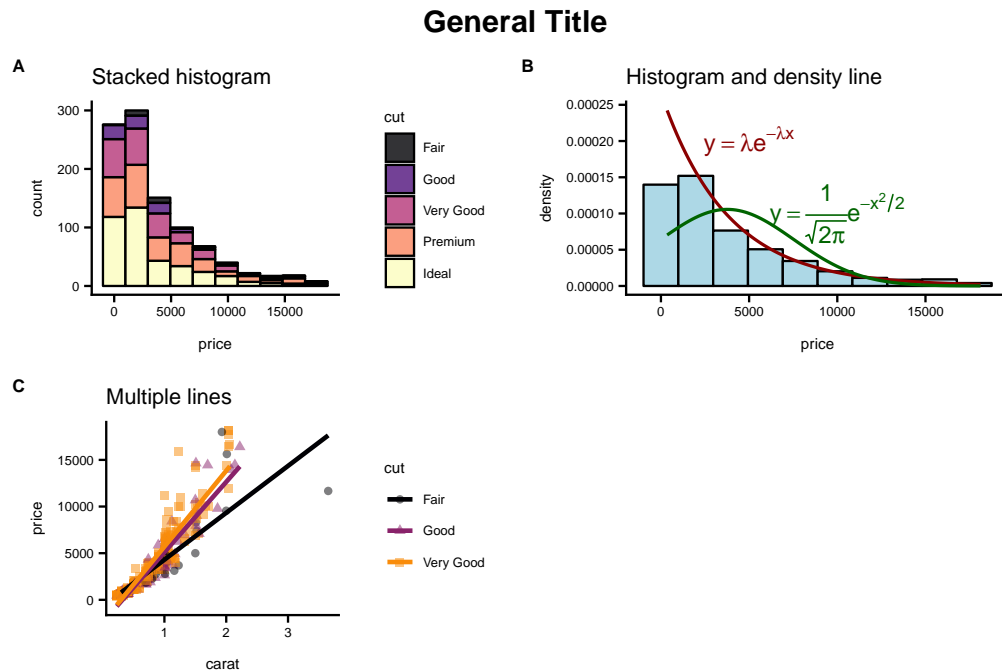 General Title
A
Stacked histogram
300
200
100
0
count
0 5000 10000 15000
price
cut
Fair
Good
Very Good
Premium
Ideal
B
Histogram and density line
0.00025
0.00020
0.00015
0.00010
0.00005
0.00000
density
y = λe^{−λx}
y = \frac{1}{\sqrt{2π}}e^{−x²/2}
0 5000 10000 15000
price
C
Multiple lines
15000
10000
5000
0
price
1 2 3
carat
cut
Fair
Good
Very Good